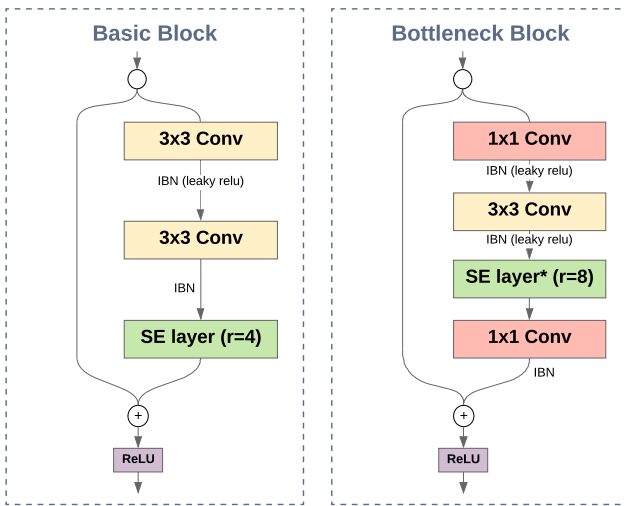 Basic Block
3x3 Conv
IBN (leaky relu)
3x3 Conv
IBN
SE layer (r=4)
+
ReLU
Bottleneck Block
1x1 Conv
IBN (leaky relu)
3x3 Conv
IBN (leaky relu)
SE layer* (r=8)
1x1 Conv
IBN
+
ReLU